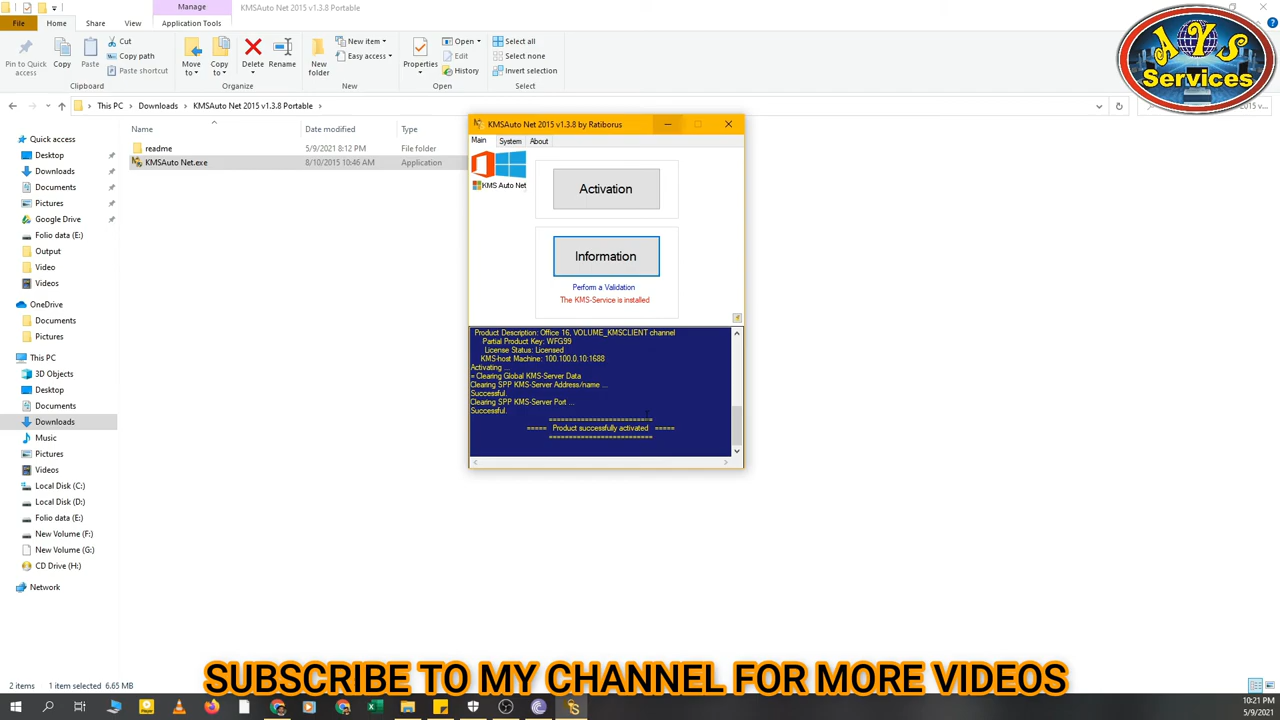 Manage
KMSAuto Net 2015 v1.3.8 Portable
File
Home
Share
View
Application Tools
Pin to Quick
access
Copy
Paste
Cut
Copy path
Paste shortcut
Clipboard
Move
to
Copy
to
Delete
Rename
Organize
New
folder
New item
Easy access
New
Properties
Open
Edit
History
Open
Select all
Select none
Invert selection
Select
AYS
Services
This PC
Downloads
KMSAuto Net 2015 v1.3.8 Portable
Name
Date modified
Type
readme
5/9/2021 8:12 PM
File folder
KMSAuto Net.exe
8/10/2015 10:46 AM
Application
Quick access
Desktop
Downloads
Documents
Pictures
Google Drive
Folio data (E:)
Output
Video
Videos
OneDrive
Documents
Pictures
This PC
3D Objects
Desktop
Documents
Downloads
Music
Pictures
Videos
Local Disk (C:)
Local Disk (D:)
Folio data (E:)
New Volume (F:)
New Volume (G:)
CD Drive (H:)
Network
KMSAuto Net 2015 v1.3.8 by Ratiborus
Main
System
About
KMS Auto Net
Activation
Information
Perform a Validation
The KMS-Service is installed
Product Description: Office 16, VOLUME_KMSCLIENT channel
Partial Product Key: WFG99
License Status: Licensed
KMS-host Machine: 100.100.0.10:1688
Activating ...
= Clearing Global KMS-Server Data
Clearing SPP KMS-Server Address/name ...
Successful.
Clearing SPP KMS-Server Port ...
Successful.
==========================
===== Product successfully activated =====
==========================
SUBSCRIBE TO MY CHANNEL FOR MORE VIDEOS
2 items
1 item selected 6.65 MB
10:21 PM
5/9/2021